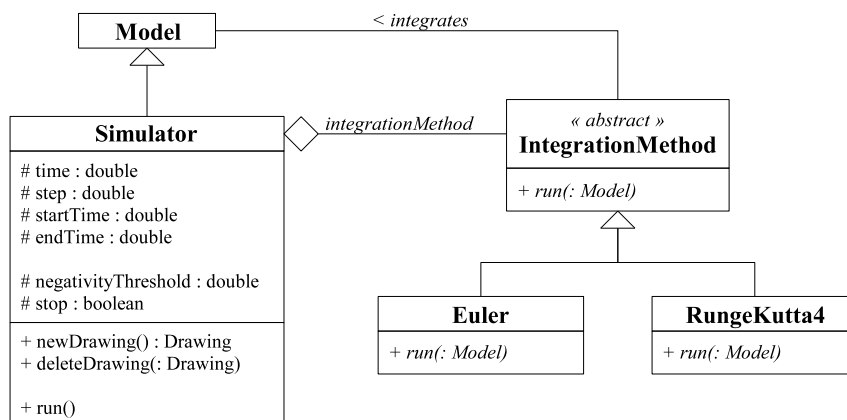 Model
< integrates
Simulator
# time : double
# step : double
# startTime : double
# endTime : double
# negativityThreshold : double
# stop : boolean
+ newDrawing() : Drawing
+ deleteDrawing(: Drawing)
+ run()
integrationMethod
« abstract »
IntegrationMethod
+ run(: Model)
Euler
+ run(: Model)
RungeKutta4
+ run(: Model)